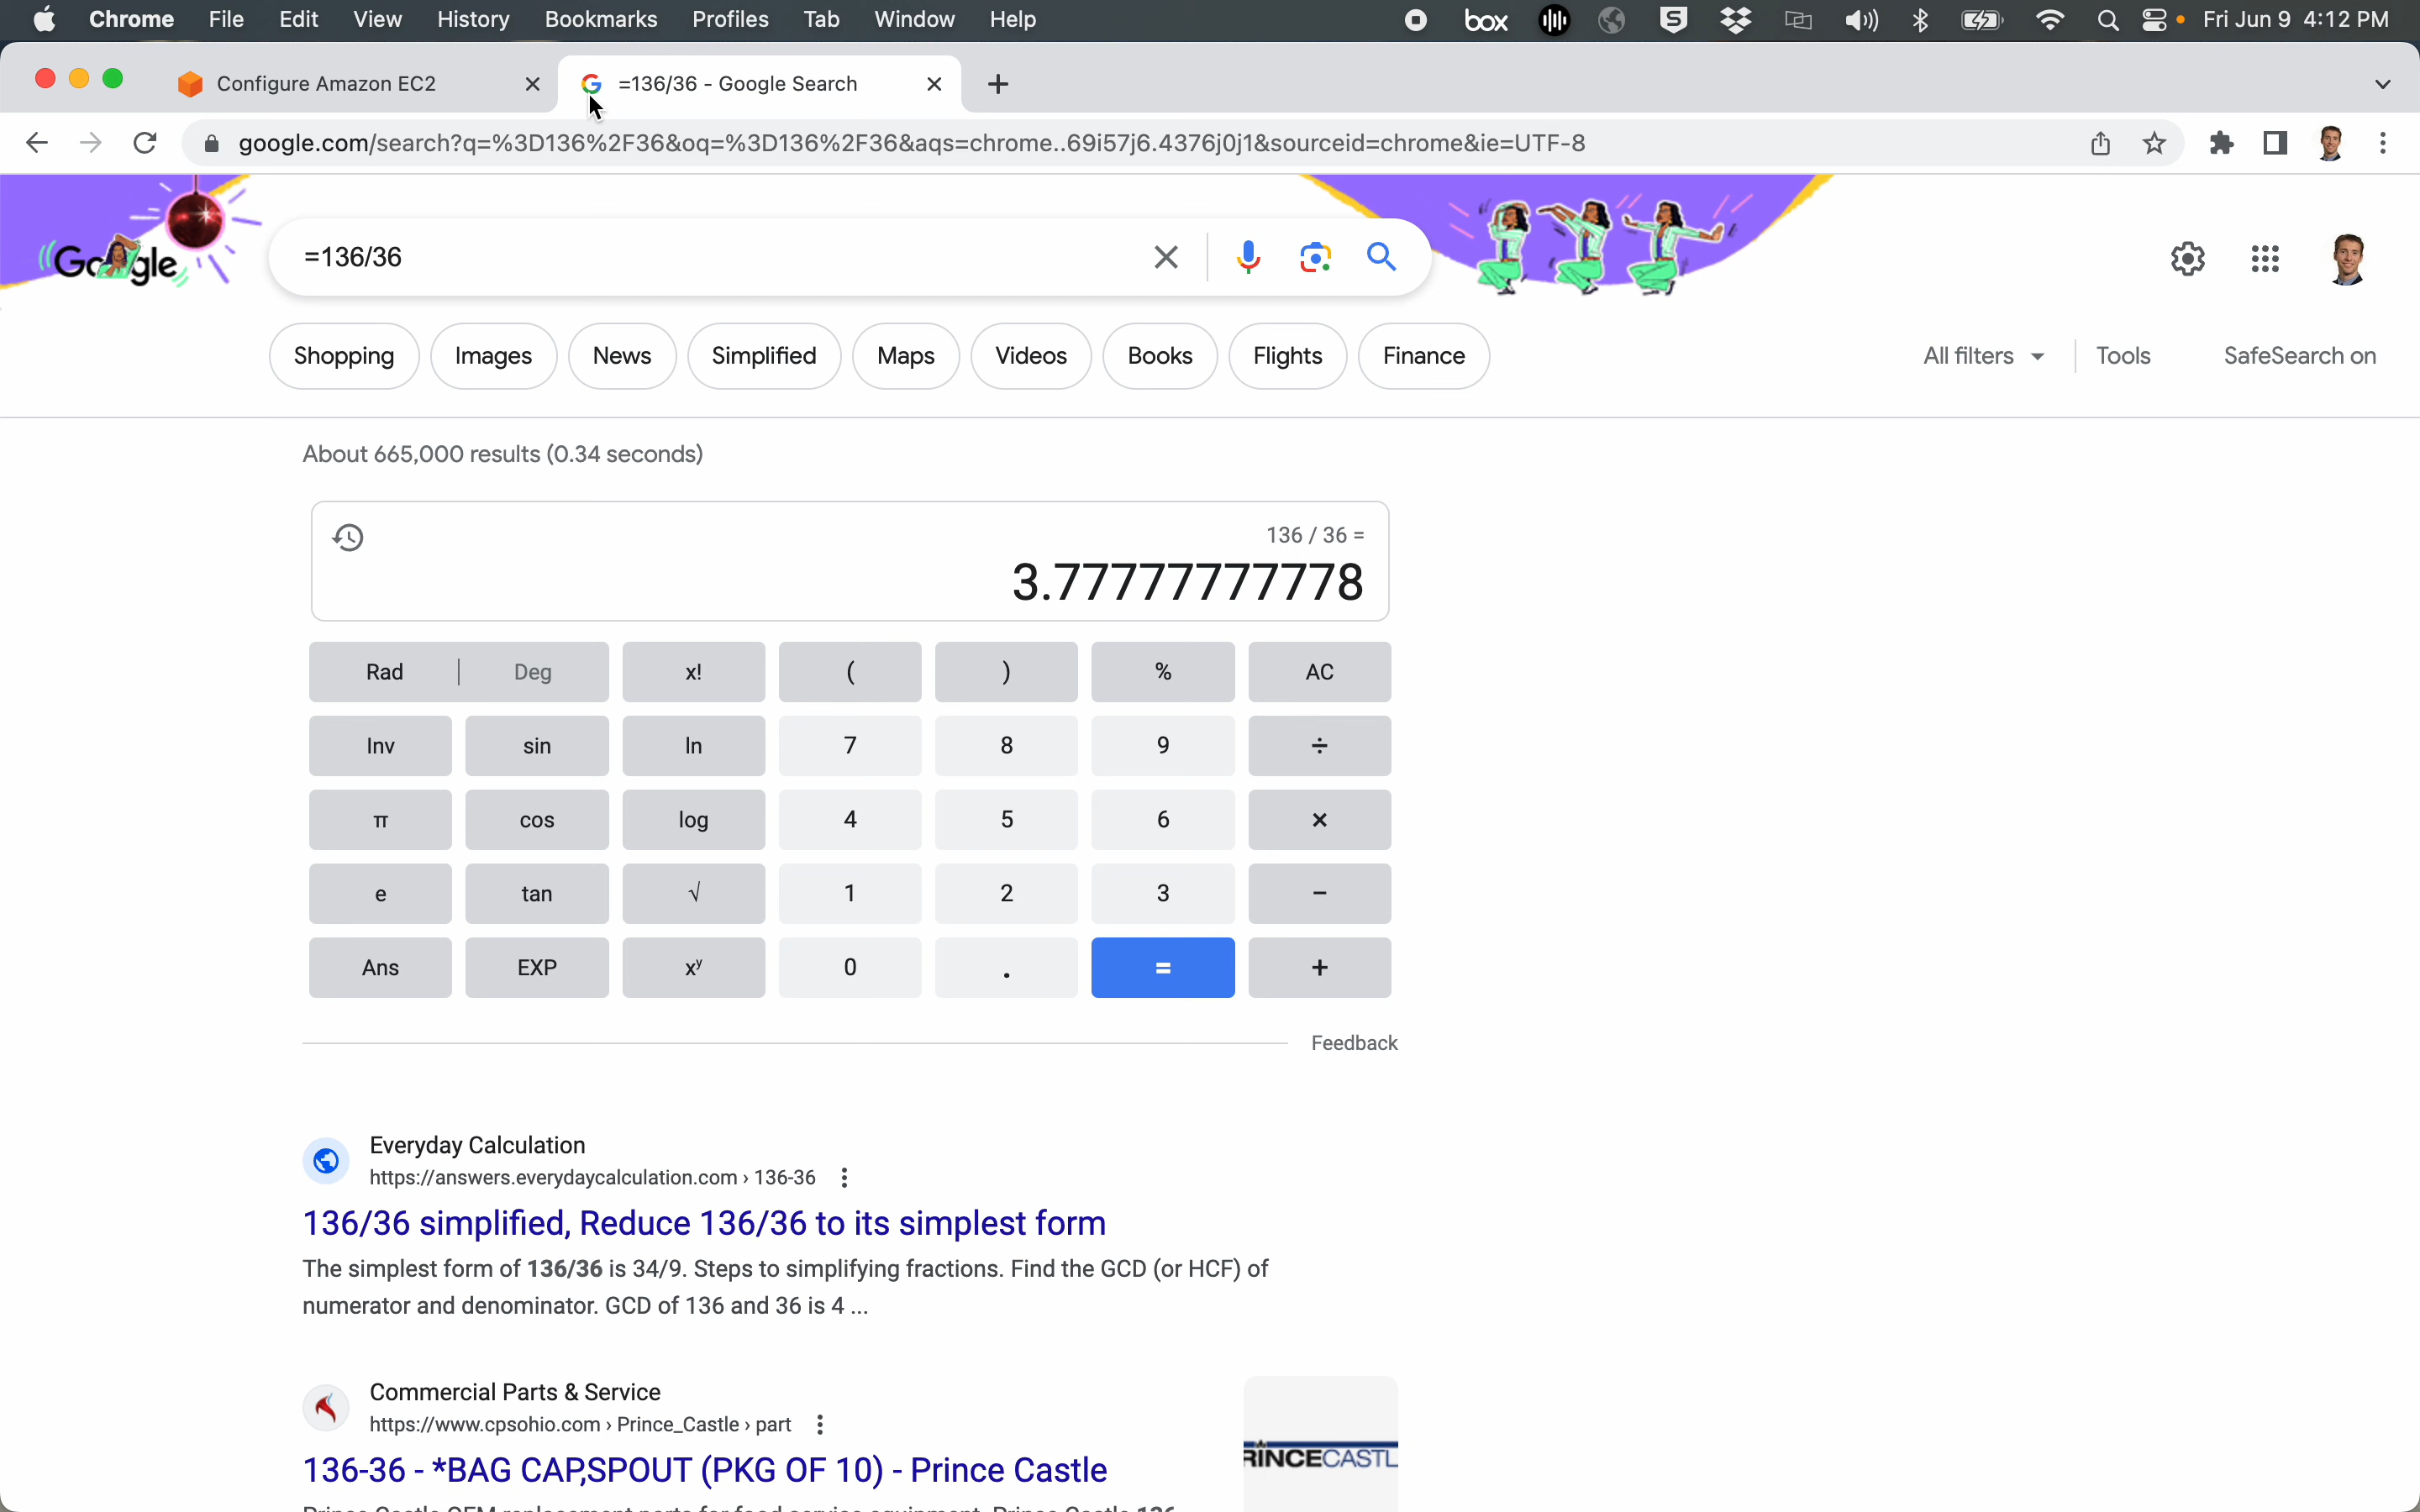 Chrome File Edit View History Bookmarks Profiles Tab Window Help box S Fri Jun 9 4:12 PM
Configure Amazon EC2 =136/36 - Google Search
google.com/search?q=%3D136%2F36&oq=%3D136%2F36&aqs=chrome..69i57j6.4376j0j1&sourceid=chrome&ie=UTF-8
Google =136/36
Shopping Images News Simplified Maps Videos Books Flights Finance All filters Tools SafeSearch on
About 665,000 results (0.34 seconds)
136 / 36 =
3.77777777778
Rad | Deg x! ( ) % AC
Inv sin ln 7 8 9 ÷
π cos log 4 5 6 ×
e tan √ 1 2 3 −
Ans EXP xʸ 0 . = +
Feedback
Everyday Calculation
https://answers.everydaycalculation.com › 136-36
136/36 simplified, Reduce 136/36 to its simplest form
The simplest form of 136/36 is 34/9. Steps to simplifying fractions. Find the GCD (or HCF) of
numerator and denominator. GCD of 136 and 36 is 4 ...
Commercial Parts & Service
https://www.cpsohio.com › Prince_Castle › part
136-36 - *BAG CAP,SPOUT (PKG OF 10) - Prince Castle
RINCECASTL